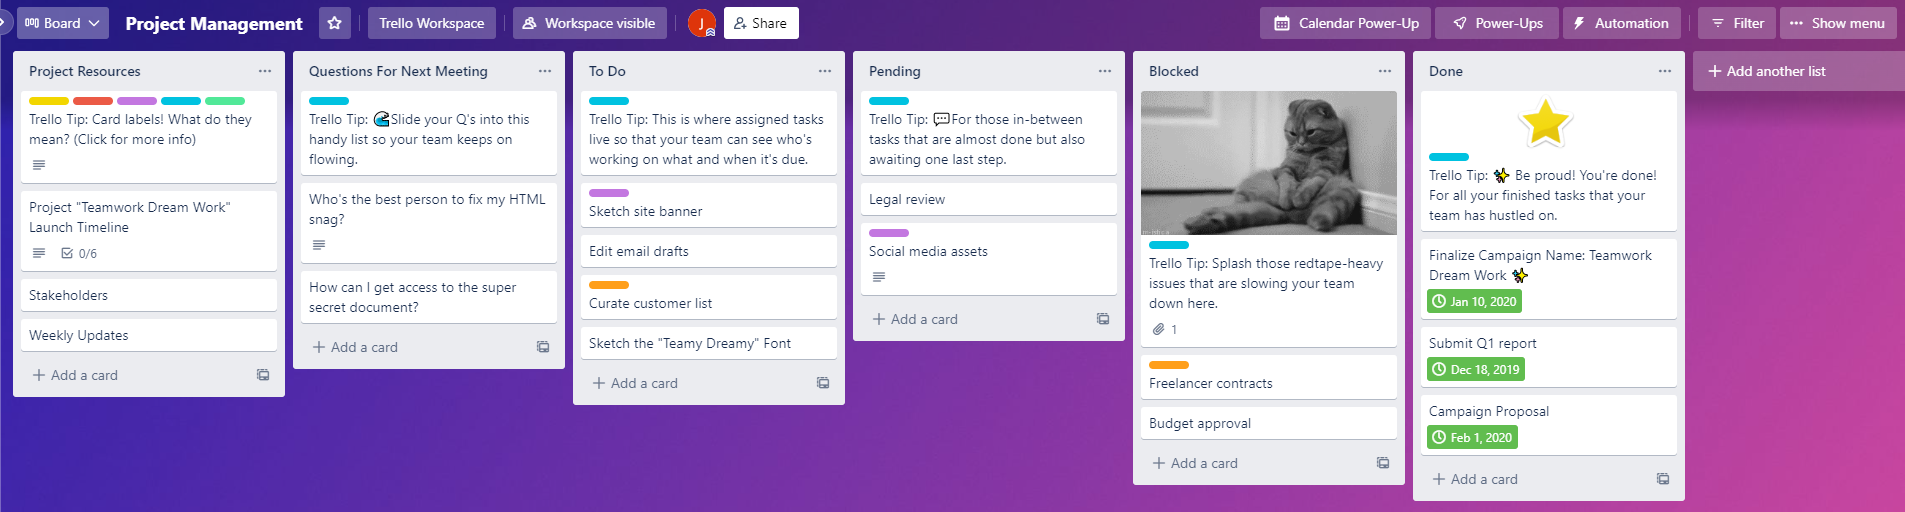 Board
Project Management
Trello Workspace
Workspace visible
J
Share
Calendar Power-Up
Power-Ups
Automation
Filter
Show menu
Project Resources
Trello Tip: Card labels! What do they
mean? (Click for more info)
Project "Teamwork Dream Work"
Launch Timeline
0/6
Stakeholders
Weekly Updates
Add a card
Questions For Next Meeting
Trello Tip: 🌊Slide your Q's into this
handy list so your team keeps on
flowing.
Who's the best person to fix my HTML
snag?
How can I get access to the super
secret document?
Add a card
To Do
Trello Tip: This is where assigned tasks
live so that your team can see who's
working on what and when it's due.
Sketch site banner
Edit email drafts
Curate customer list
Sketch the "Teamy Dreamy" Font
Add a card
Pending
Trello Tip: 💬For those in-between
tasks that are almost done but also
awaiting one last step.
Legal review
Social media assets
Add a card
Blocked
Trello Tip: Splash those redtape-heavy
issues that are slowing your team
down here.
1
Freelancer contracts
Budget approval
Add a card
Done
Trello Tip: ✨ Be proud! You're done!
For all your finished tasks that your
team has hustled on.
Finalize Campaign Name: Teamwork
Dream Work ✨
Jan 10, 2020
Submit Q1 report
Dec 18, 2019
Campaign Proposal
Feb 1, 2020
Add a card
Add another list